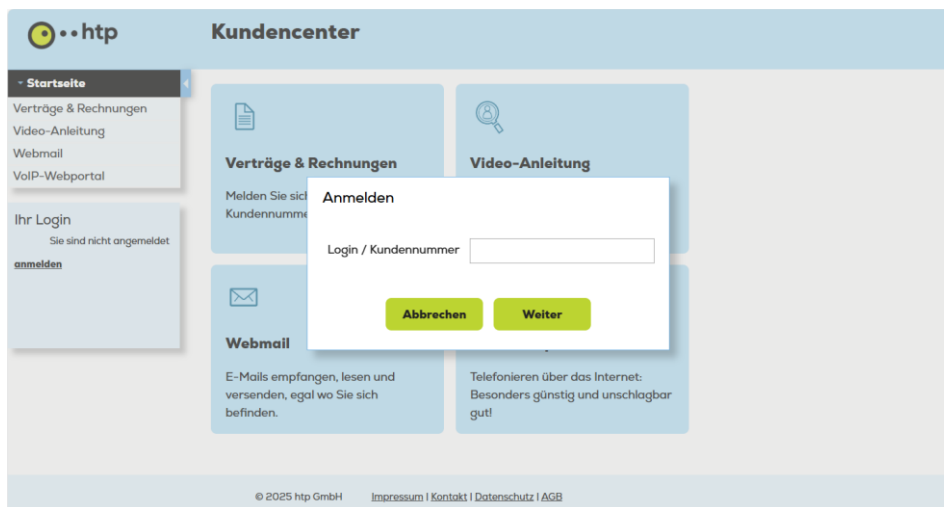 htp
Kundencenter
Startseite
Verträge & Rechnungen
Video-Anleitung
Webmail
VoIP-Webportal
Ihr Login
Sie sind nicht angemeldet
anmelden
Verträge & Rechnungen
Melden Sie sich
Kundennumme
Video-Anleitung
Anmelden
Login / Kundennummer
Abbrechen
Weiter
Webmail
E-Mails empfangen, lesen und
versenden, egal wo Sie sich
befinden.
Telefonieren über das Internet:
Besonders günstig und unschlagbar
gut!
© 2025 htp GmbH Impressum | Kontakt | Datenschutz | AGB